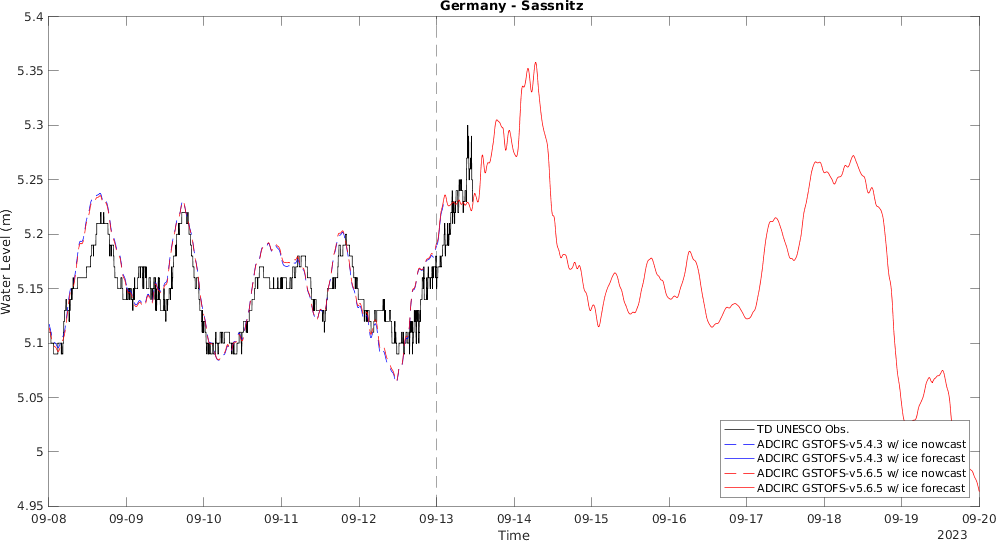 Germany - Sassnitz
5.4
5.35
5.3
5.25
5.2
5.15
5.1
5.05
5
4.95
Water Level (m)
09-08 09-09 09-10 09-11 09-12 09-13 09-14 09-15 09-16 09-17 09-18 09-19 09-20
Time
2023
TD UNESCO Obs.
ADCIRC GSTOFS-v5.4.3 w/ ice nowcast
ADCIRC GSTOFS-v5.4.3 w/ ice forecast
ADCIRC GSTOFS-v5.6.5 w/ ice nowcast
ADCIRC GSTOFS-v5.6.5 w/ ice forecast